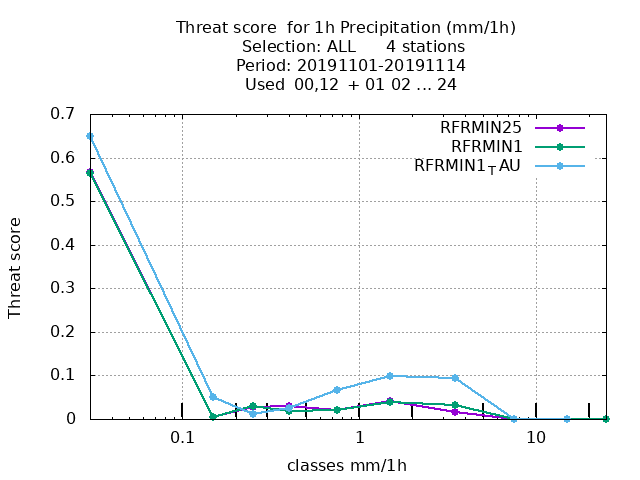 Threat score  for 1h Precipitation (mm/1h)
Selection: ALL      4 stations
Period: 20191101-20191114
Used  00,12  + 01 02 ... 24
RFRMIN25
RFRMIN1
RFRMIN1TAU
0.7
0.6
0.5
0.4
0.3
0.2
0.1
0
Threat score
0.1
1
10
classes mm/1h